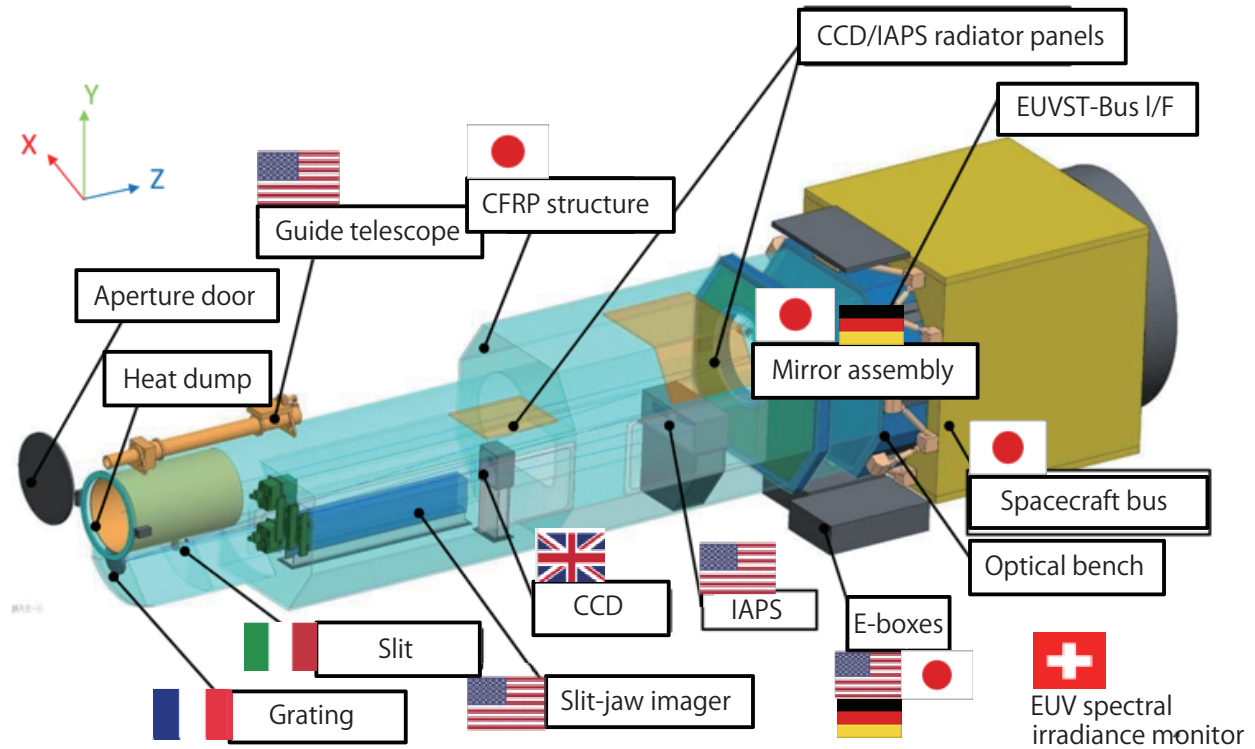 CCD/IAPS radiator panels
EUVST-Bus I/F
Y
X
Z
CFRP structure
Guide telescope
Aperture door
Heat dump
Mirror assembly
Spacecraft bus
Optical bench
CCD
IAPS
E-boxes
Slit
Slit-jaw imager
Grating
EUV spectral
irradiance monitor